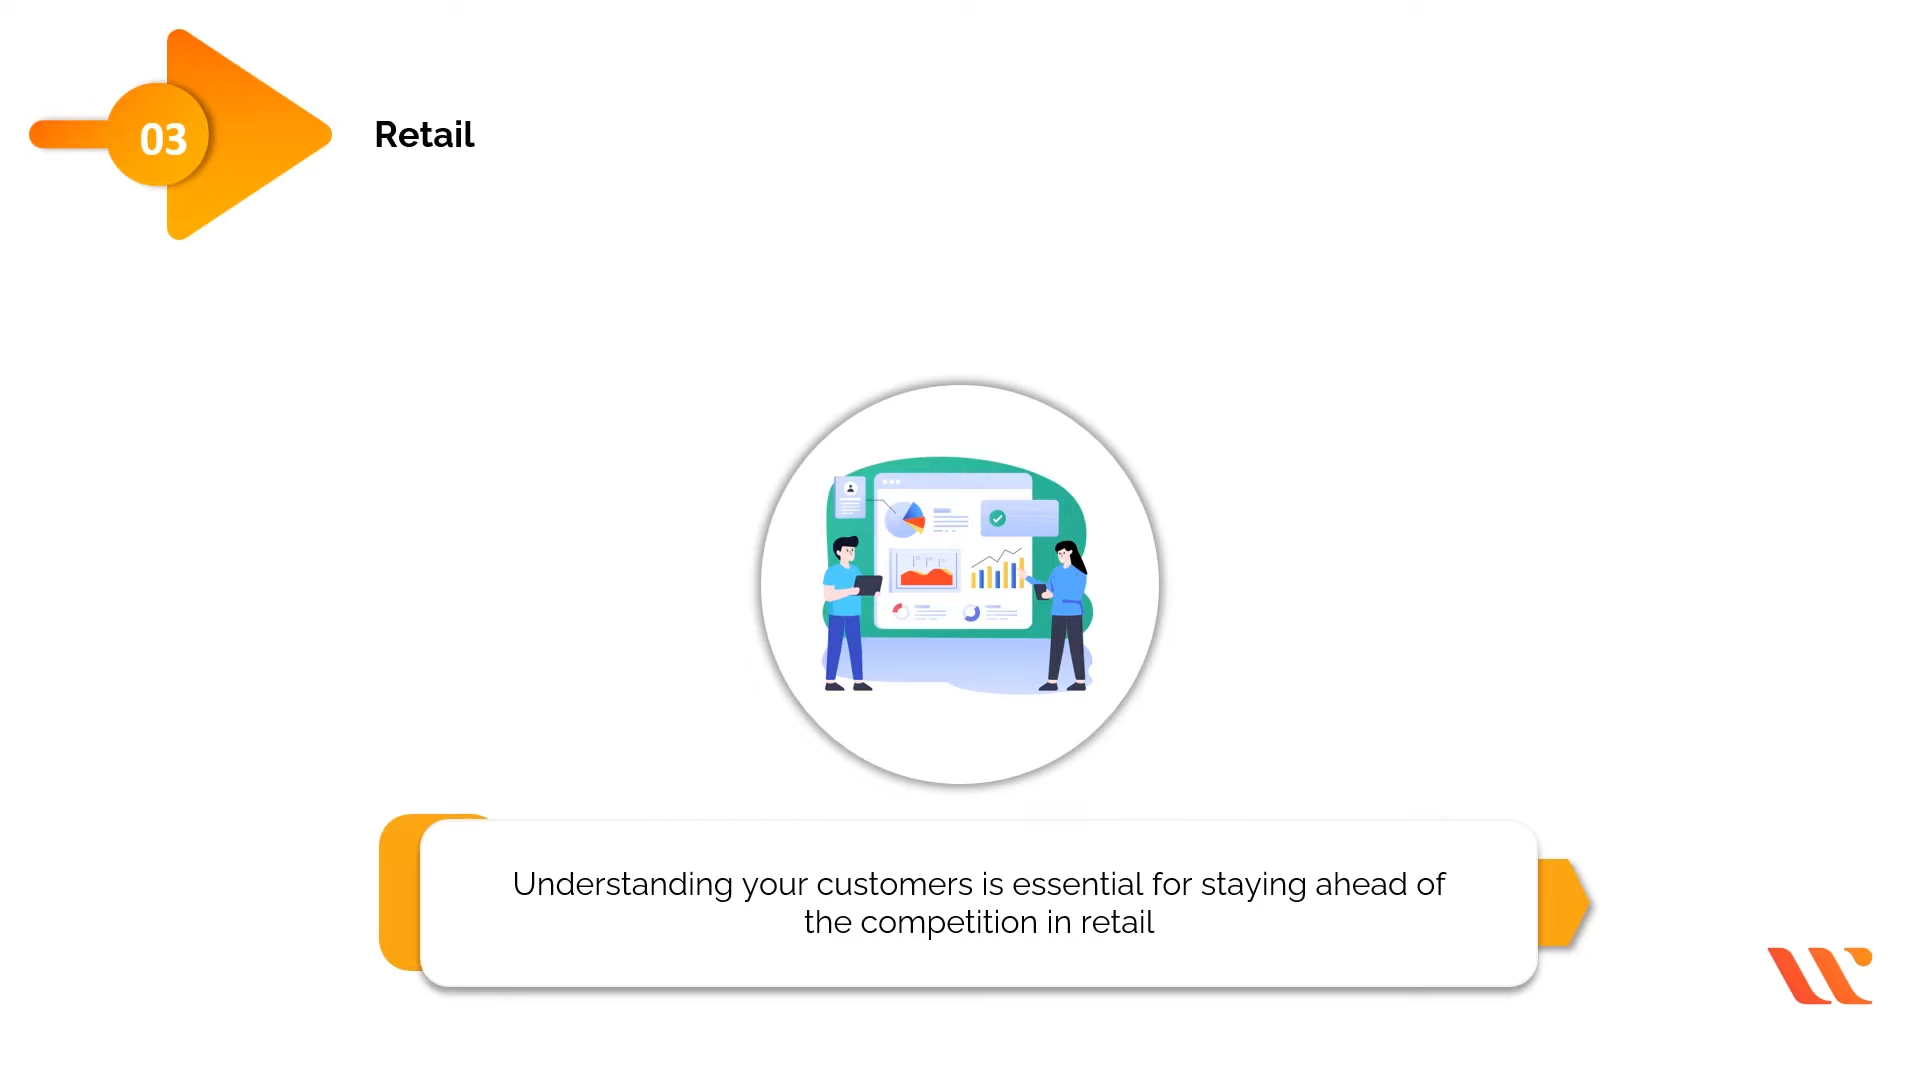 03
Retail
Understanding your customers is essential for staying ahead of
the competition in retail